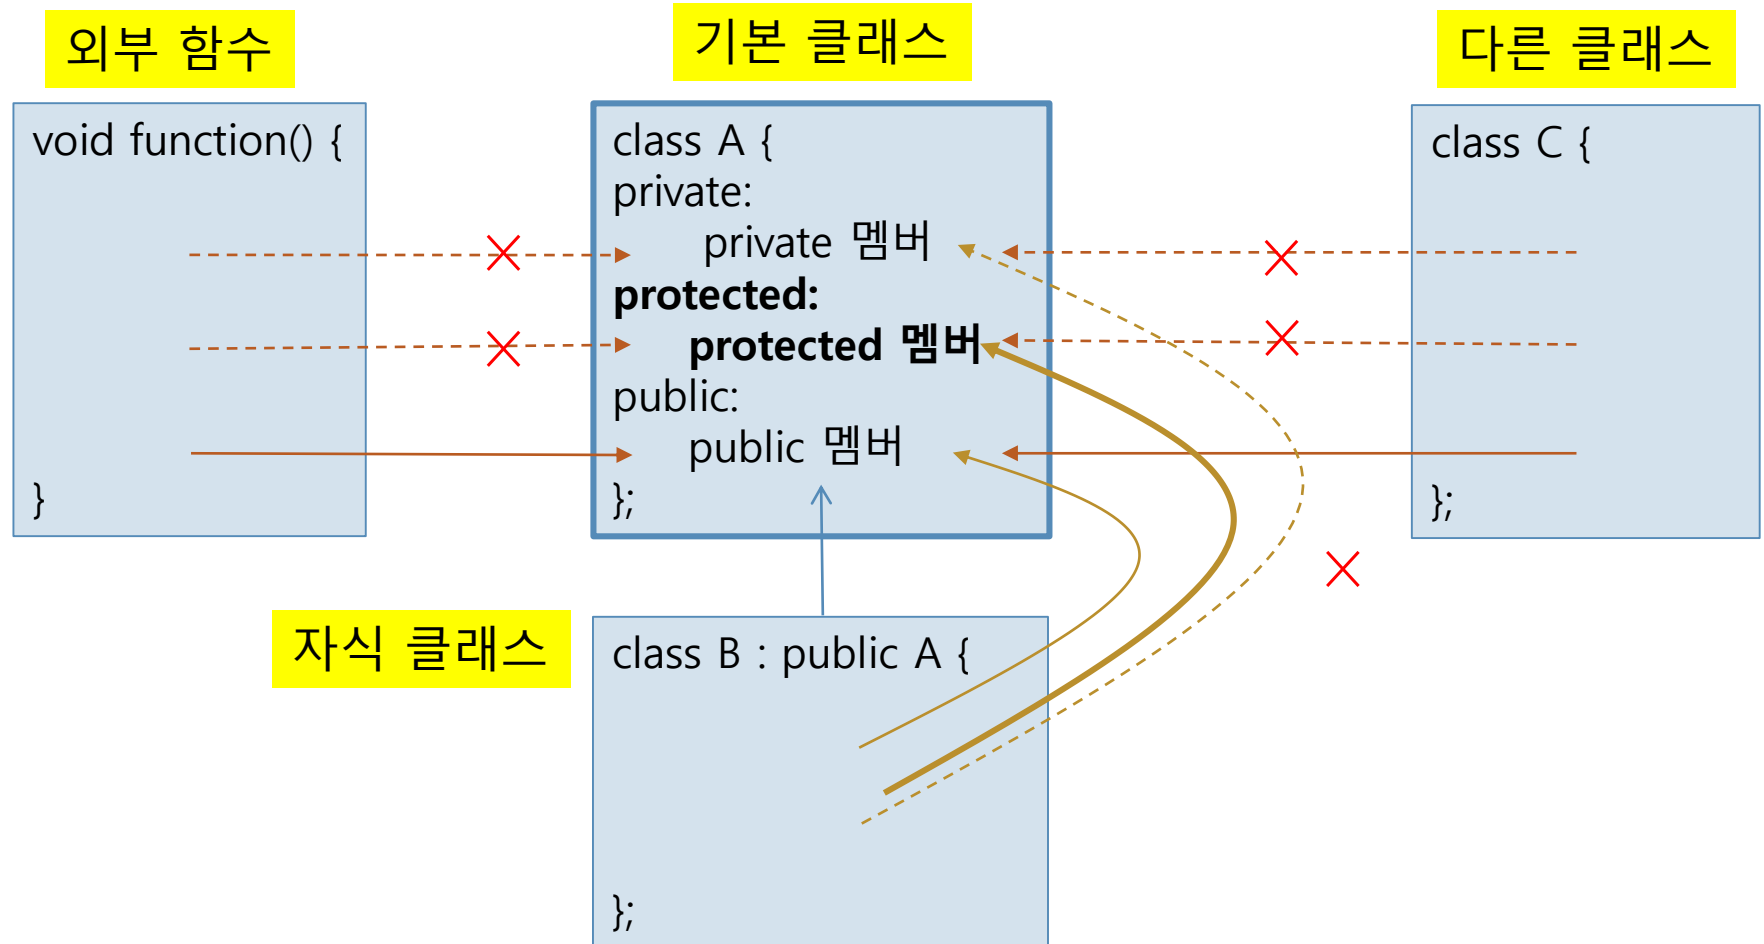 외부 함수
기본 클래스
다른 클래스
void function() {
}
class A {
private:
private 멤버
protected:
protected 멤버
public:
public 멤버
};
class C {
};
자식 클래스
class B : public A {
};